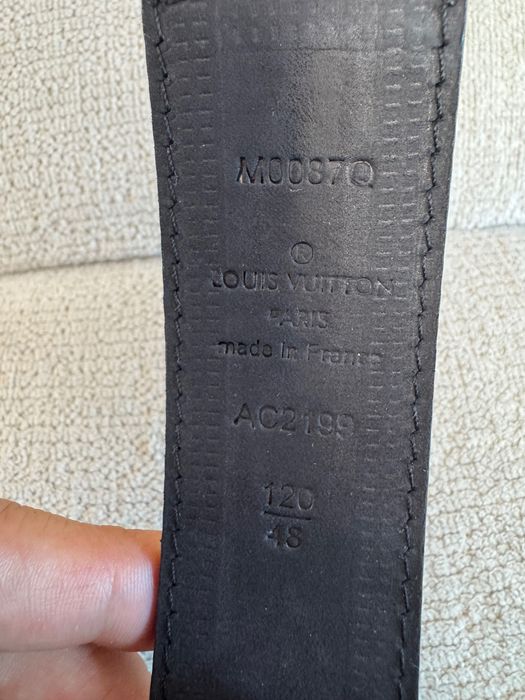 M0087Q
®
LOUIS VUITTON
PARIS
made in France
AC2199
120
48